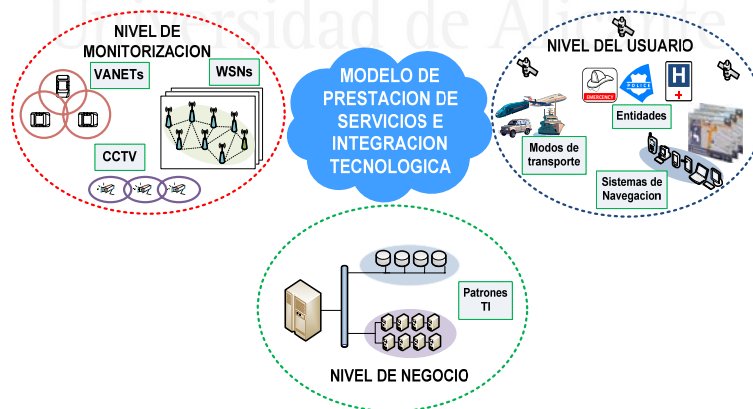 Universidad de Alicante
NIVEL DE
MONITORIZACION
VANETs
WSNs
CCTV
MODELO DE
PRESTACION DE
SERVICIOS E
INTEGRACION
TECNOLOGICA
NIVEL DEL USUARIO
EMERGENCY
POLICE
H
Entidades
Modos de
transporte
Sistemas de
Navegacion
Patrones
TI
NIVEL DE NEGOCIO